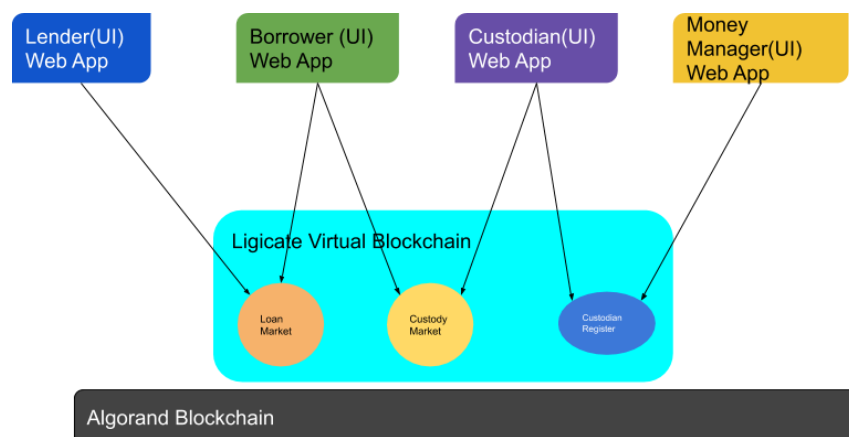 Lender(UI)
Web App
Borrower (UI)
Web App
Custodian(UI)
Web App
Money
Manager(UI)
Web App
Ligicate Virtual Blockchain
Loan
Market
Custody
Market
Custodian
Register
Algorand Blockchain